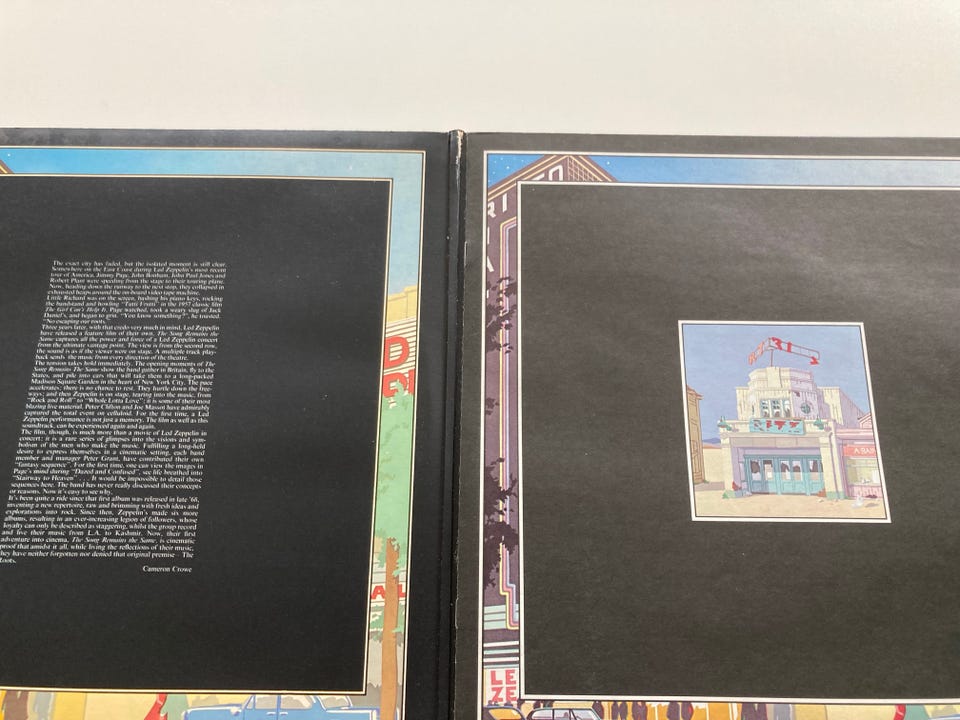 The exact city has faded, but the isolated moment is still clear.
Somewhere on the East Coast during Led Zeppelin's most recent
tour of America, Jimmy Page, John Bonham, John Paul Jones and
Robert Plant were speeding from the stage to their touring plane.
Now, heading down the runway to the next stop, they collapsed in
exhausted heaps around the on-board video tape machine.
Little Richard was on the screen, bashing his piano keys, rocking
the bandstand and howling "Tutti Frutti" in the 1957 classic film
The Girl Can't Help It. Page watched, took a weary slug of Jack
Daniel's, and began to grin. "You know something?", he toasted.
"No escaping our roots."
Three years later, with that credo very much in mind, Led Zeppelin
have released a feature film of their own. The Song Remains the
Same captures all the power and force of a Led Zeppelin concert
from the ultimate vantage point. The view is from the second row,
the sound is as if the viewer were on stage. A multiple track play-
back sends the music from every direction of the theatre.
The tension takes hold immediately. The opening moments of The
Song Remains The Same show the band gather in Britain, fly to the
States, and pile into cars that will take them to a long-packed
Madison Square Garden in the heart of New York City. The pace
accelerates; there is no chance to rest. They hurtle down the free-
ways; and then Zeppelin is on stage, tearing into the music, from
"Rock and Roll" to "Whole Lotta Love"; it is some of their most
blazing live material. Peter Clifton and Joe Massot have admirably
captured the total event on celluloid. For the first time, a Led
Zeppelin performance is not just a memory. The film as well as this
soundtrack, can be experienced again and again.
The film, though, is much more than a movie of Led Zeppelin in
concert; it is a rare series of glimpses into the visions and sym-
bolism of the men who make the music. Fulfilling a long-held
desire to express themselves in a cinematic setting, each band
member and manager Peter Grant, have contributed their own
"fantasy sequence". For the first time, one can view the images in
Page's mind during "Dazed and Confused", see life breathed into
"Stairway to Heaven" . . . It would be impossible to detail those
sequences here. The band has never really discussed their concepts
or reasons. Now it's easy to see why.
It's been quite a ride since that first album was released in late '68,
inventing a new repertoire, raw and brimming with fresh ideas and
explorations into rock. Since then, Zeppelin's made six more
albums, resulting in an ever-increasing legion of followers, whose
loyalty can only be described as staggering, whilst the group record
and live their music from L.A. to Kashmir. Now, their first
adventure into cinema, The Song Remains the Same, is cinematic
proof that amidst it all, while living the reflections of their music,
they have neither forgotten nor denied that original premise – The
Roots.
Cameron Crowe
D
AL
RI
A
LE
ZE
31
RITZ
A BAR